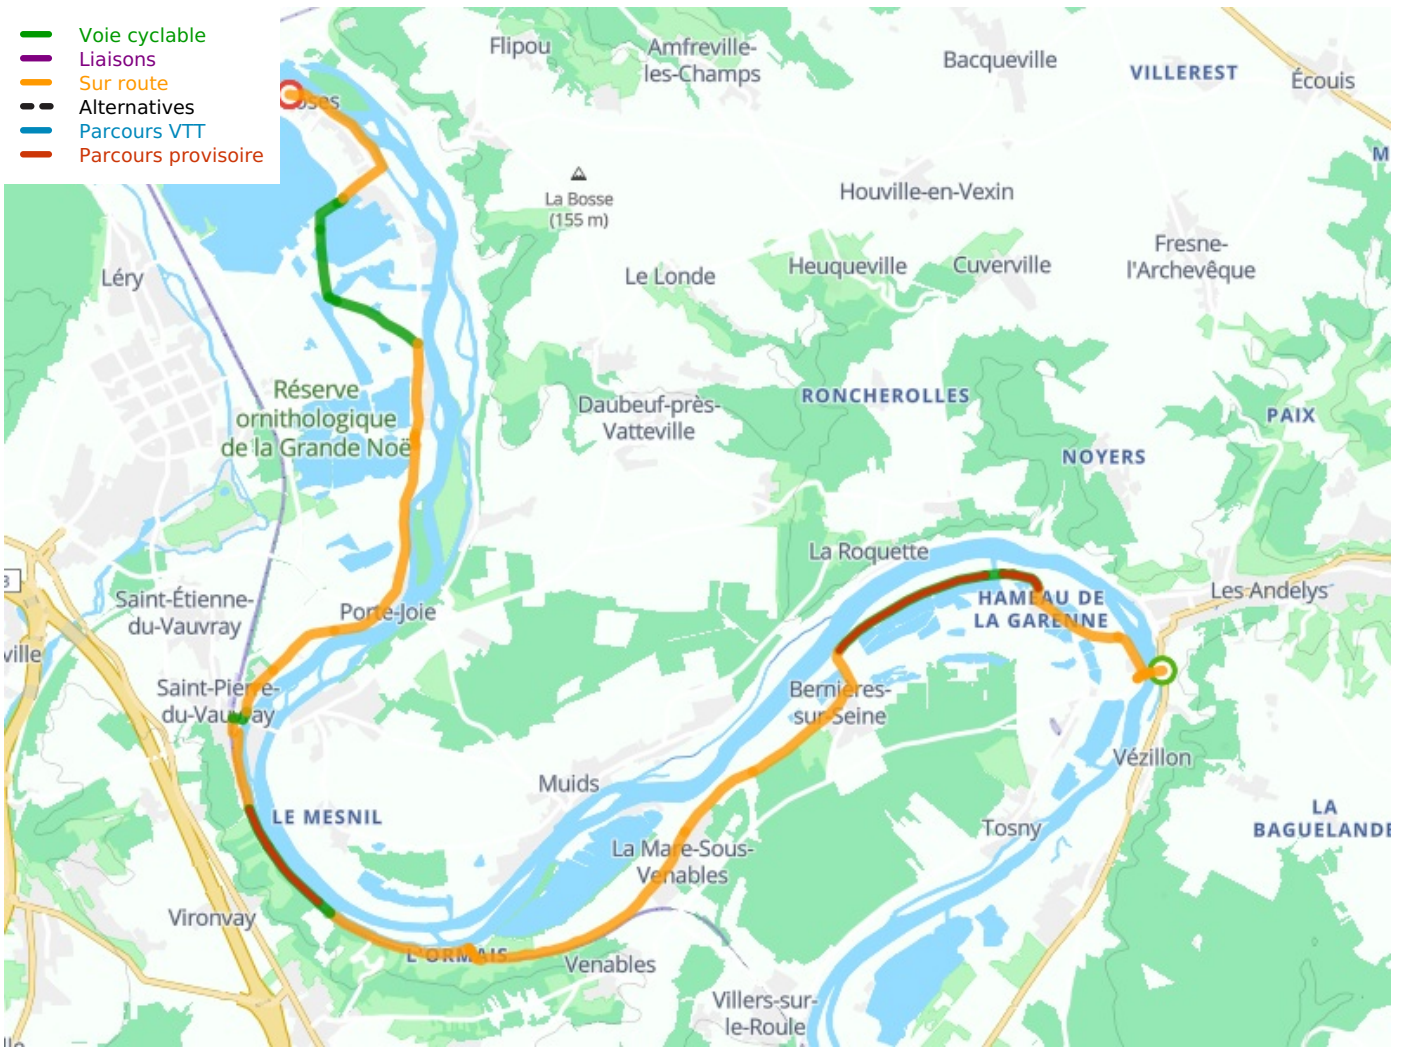 Voie cyclable
Liaisons
Sur route
Alternatives
Parcours VTT
Parcours provisoire
Flipou
Amfreville-
les-Champs
Bacqueville
VILLEREST
Écouis
M
La Bosse
(155 m)
Houville-en-Vexin
Fresne-
l'Archevêque
Léry
Le Londe
Heuqueville
Cuverville
Réserve
ornithologique
de la Grande Noë
Daubeuf-près-
Vatteville
RONCHEROLLES
PAIX
NOYERS
La Roquette
3
Saint-Étienne-
du-Vauvray
Porte-Joie
HAMEAU DE
LA GARENNE
Les Andelys
ville
Saint-Pierre-
du-Vauvray
Bernières-
sur-Seine
Vézillon
Muids
LE MESNIL
Tosny
LA
BAGUELANDE
La Mare-Sous-
Venables
Vironvay
L'ORMAIS
Venables
Villers-sur-
le-Roule